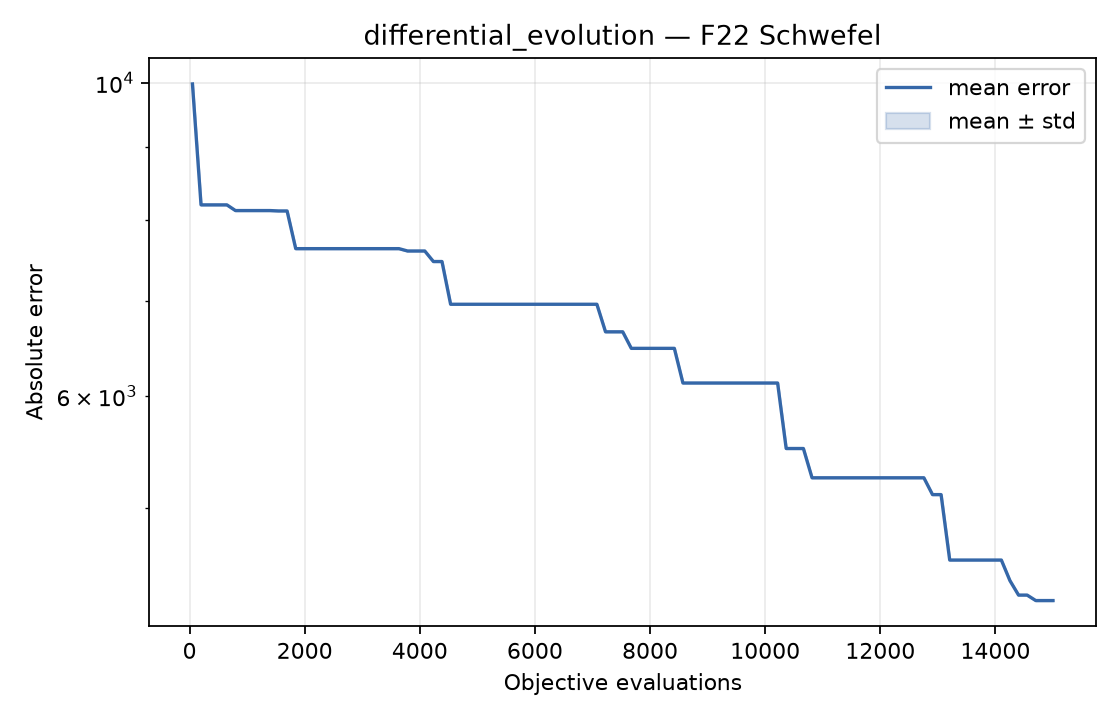 differential_evolution — F22 Schwefel
mean error
mean ± std
10⁴
6 × 10³
Absolute error
0 2000 4000 6000 8000 10000 12000 14000
Objective evaluations